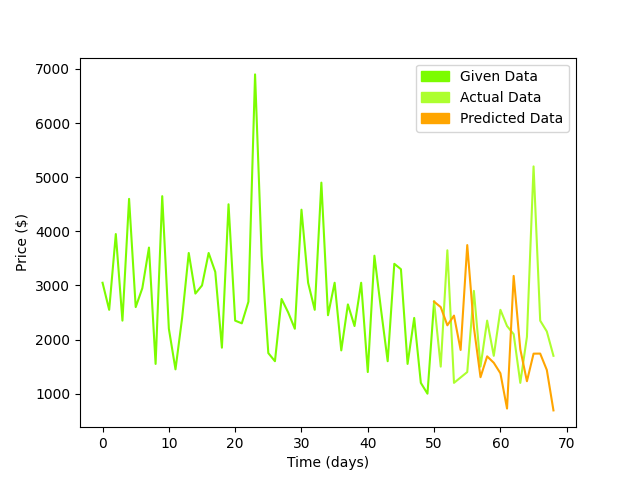 7000
6000
5000
4000
3000
2000
1000
Price ($)
0 10 20 30 40 50 60 70
Time (days)
Given Data
Actual Data
Predicted Data